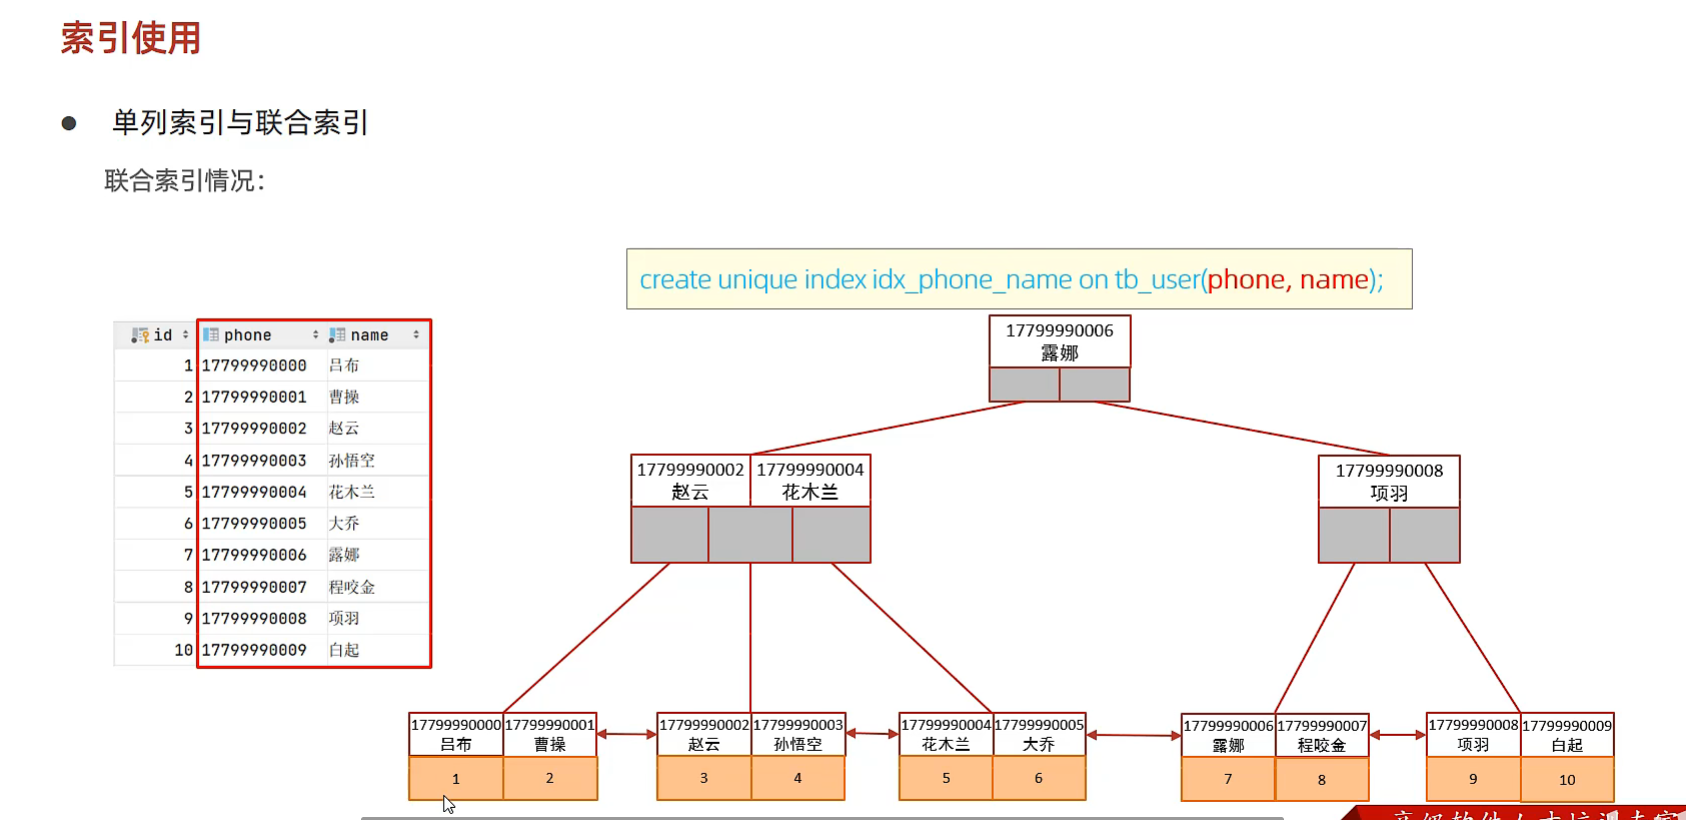 索引使用
● 单列索引与联合索引
联合索引情况：
create unique index idx_phone_name on tb_user(phone, name);
id phone name
1 17799990000 吕布
2 17799990001 曹操
3 17799990002 赵云
4 17799990003 孙悟空
5 17799990004 花木兰
6 17799990005 大乔
7 17799990006 露娜
8 17799990007 程咬金
9 17799990008 项羽
10 17799990009 白起
17799990006
露娜
17799990002 17799990004
赵云 花木兰
17799990008
项羽
17799990000 17799990001 17799990002 17799990003 17799990004 17799990005 17799990006 17799990007 17799990008 17799990009
吕布 曹操 赵云 孙悟空 花木兰 大乔 露娜 程咬金 项羽 白起
1 2 3 4 5 6 7 8 9 10